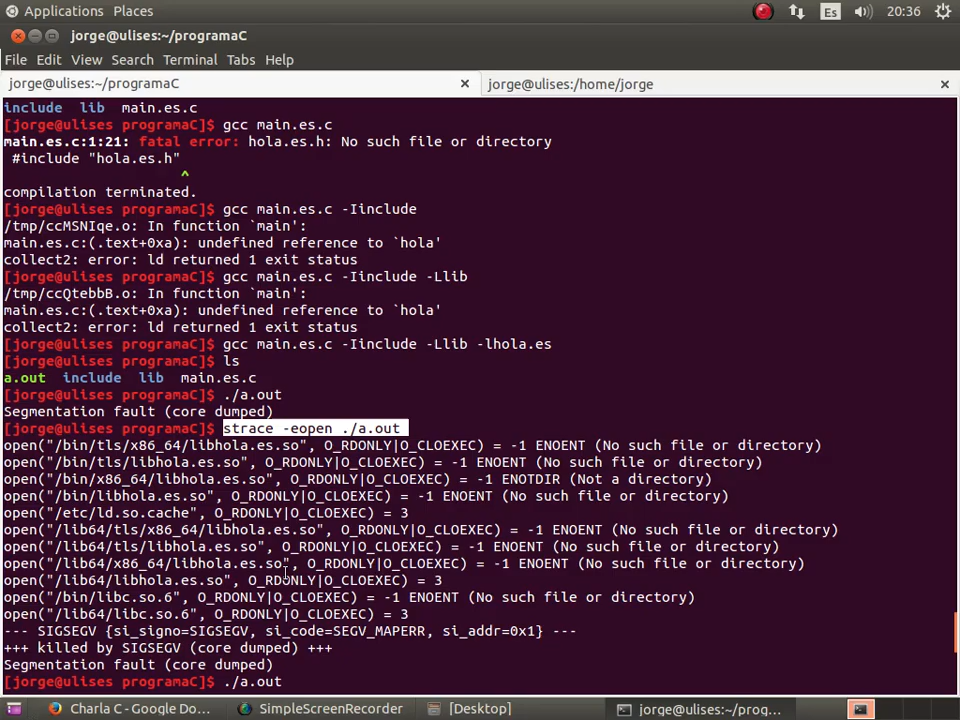 Applications Places Es 20:36
jorge@ulises:~/programaC
File Edit View Search Terminal Tabs Help
jorge@ulises:~/programaC × jorge@ulises:/home/jorge ×
include lib main.es.c
[jorge@ulises programaC]$ gcc main.es.c
main.es.c:1:21: fatal error: hola.es.h: No such file or directory
#include "hola.es.h"
^
compilation terminated.
[jorge@ulises programaC]$ gcc main.es.c -Iinclude
/tmp/ccMSNIqe.o: In function `main':
main.es.c:(.text+0xa): undefined reference to `hola'
collect2: error: ld returned 1 exit status
[jorge@ulises programaC]$ gcc main.es.c -Iinclude -Llib
/tmp/ccQtebbB.o: In function `main':
main.es.c:(.text+0xa): undefined reference to `hola'
collect2: error: ld returned 1 exit status
[jorge@ulises programaC]$ gcc main.es.c -Iinclude -Llib -lhola.es
[jorge@ulises programaC]$ ls
a.out include lib main.es.c
[jorge@ulises programaC]$ ./a.out
Segmentation fault (core dumped)
[jorge@ulises programaC]$ strace -eopen ./a.out
open("/bin/tls/x86_64/libhola.es.so", O_RDONLY|O_CLOEXEC) = -1 ENOENT (No such file or directory)
open("/bin/tls/libhola.es.so", O_RDONLY|O_CLOEXEC) = -1 ENOENT (No such file or directory)
open("/bin/x86_64/libhola.es.so", O_RDONLY|O_CLOEXEC) = -1 ENOTDIR (Not a directory)
open("/bin/libhola.es.so", O_RDONLY|O_CLOEXEC) = -1 ENOENT (No such file or directory)
open("/etc/ld.so.cache", O_RDONLY|O_CLOEXEC) = 3
open("/lib64/tls/x86_64/libhola.es.so", O_RDONLY|O_CLOEXEC) = -1 ENOENT (No such file or directory)
open("/lib64/tls/libhola.es.so", O_RDONLY|O_CLOEXEC) = -1 ENOENT (No such file or directory)
open("/lib64/x86_64/libhola.es.so", O_RDONLY|O_CLOEXEC) = -1 ENOENT (No such file or directory)
open("/lib64/libhola.es.so", O_RDONLY|O_CLOEXEC) = 3
open("/bin/libc.so.6", O_RDONLY|O_CLOEXEC) = -1 ENOENT (No such file or directory)
open("/lib64/libc.so.6", O_RDONLY|O_CLOEXEC) = 3
--- SIGSEGV {si_signo=SIGSEGV, si_code=SEGV_MAPERR, si_addr=0x1} ---
+++ killed by SIGSEGV (core dumped) +++
Segmentation fault (core dumped)
[jorge@ulises programaC]$ ./a.out
Charla C - Google Do... SimpleScreenRecorder [Desktop] jorge@ulises:~/prog...